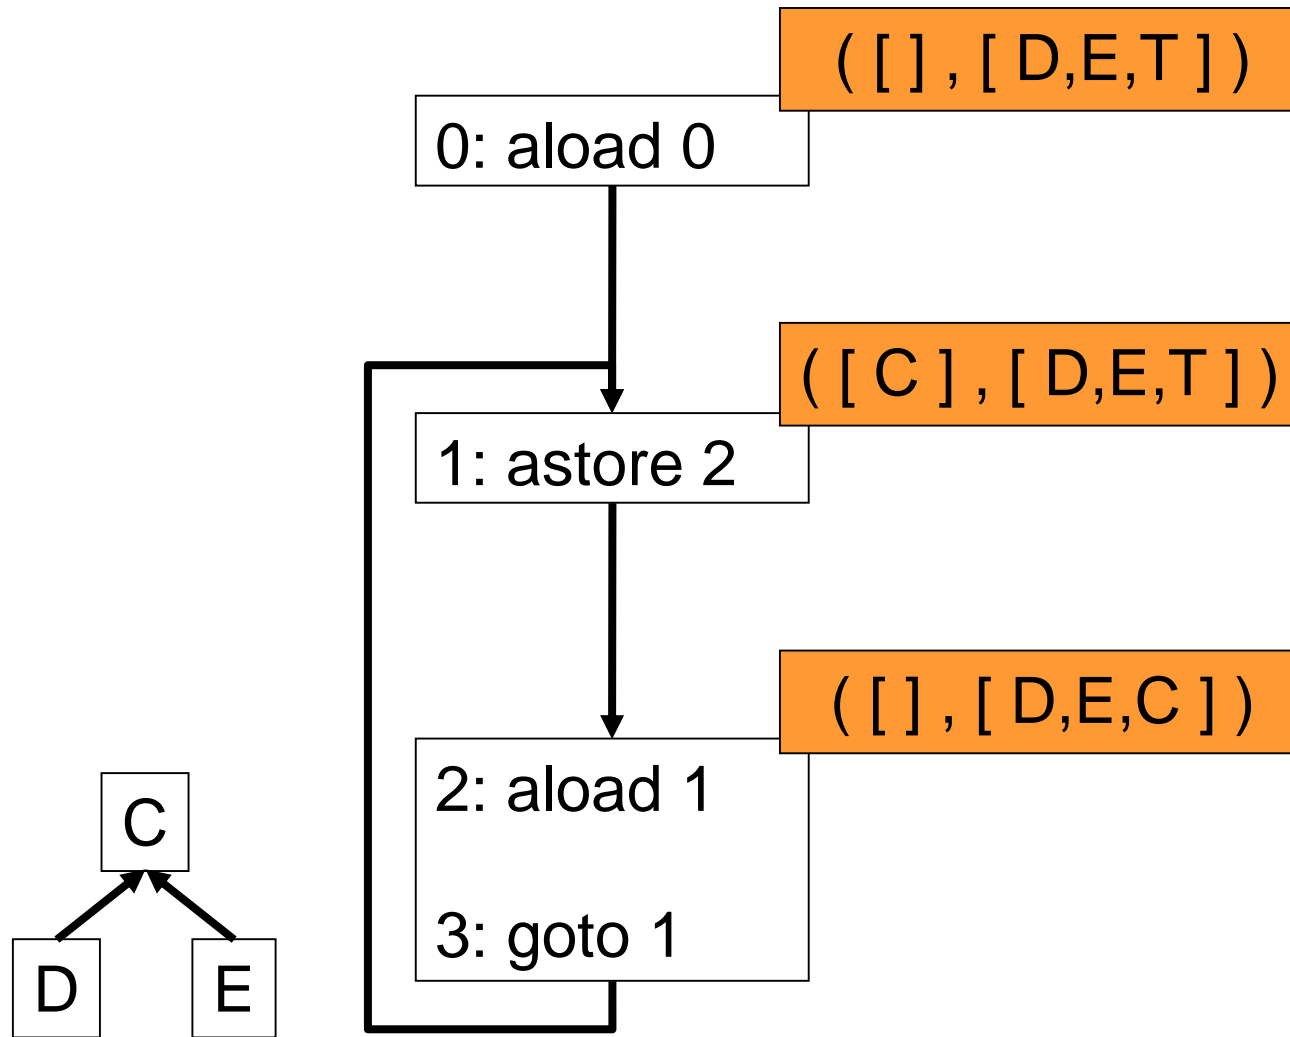 ( [ ] , [ D,E,T ] )
0: aload 0
( [ C ] , [ D,E,T ] )
1: astore 2
( [ ] , [ D,E,C ] )
2: aload 1
3: goto 1
C
D
E